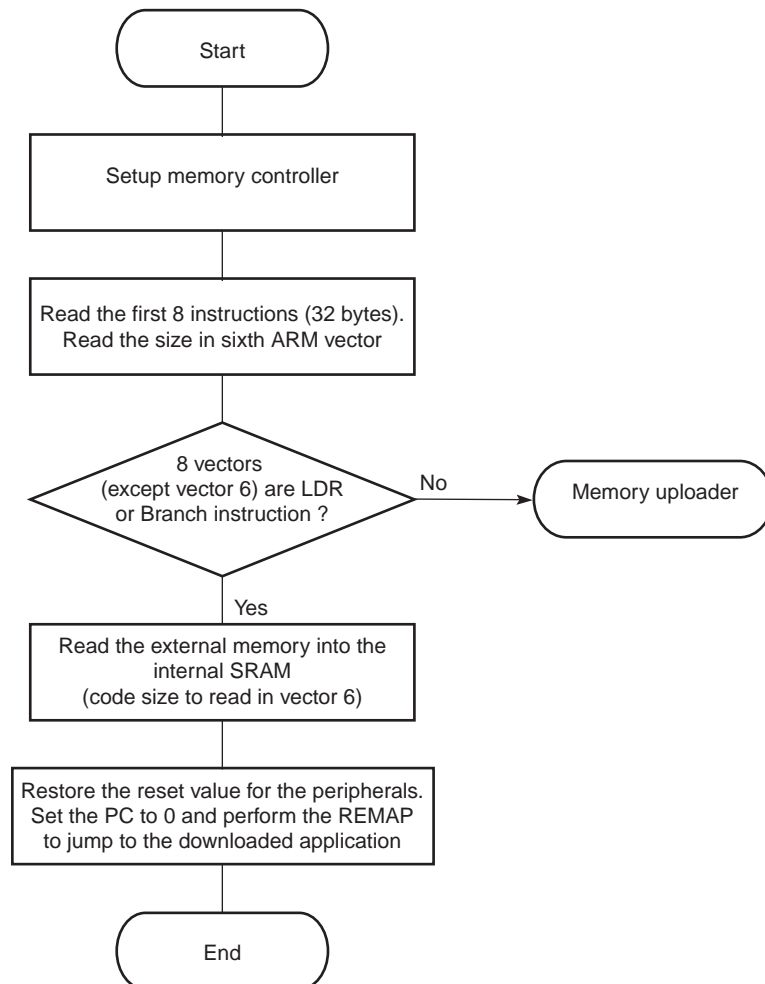 Start
Setup memory controller
Read the first 8 instructions (32 bytes).
Read the size in sixth ARM vector
8 vectors
(except vector 6) are LDR
or Branch instruction ?
No
Memory uploader
Yes
Read the external memory into the
internal SRAM
(code size to read in vector 6)
Restore the reset value for the peripherals.
Set the PC to 0 and perform the REMAP
to jump to the downloaded application
End